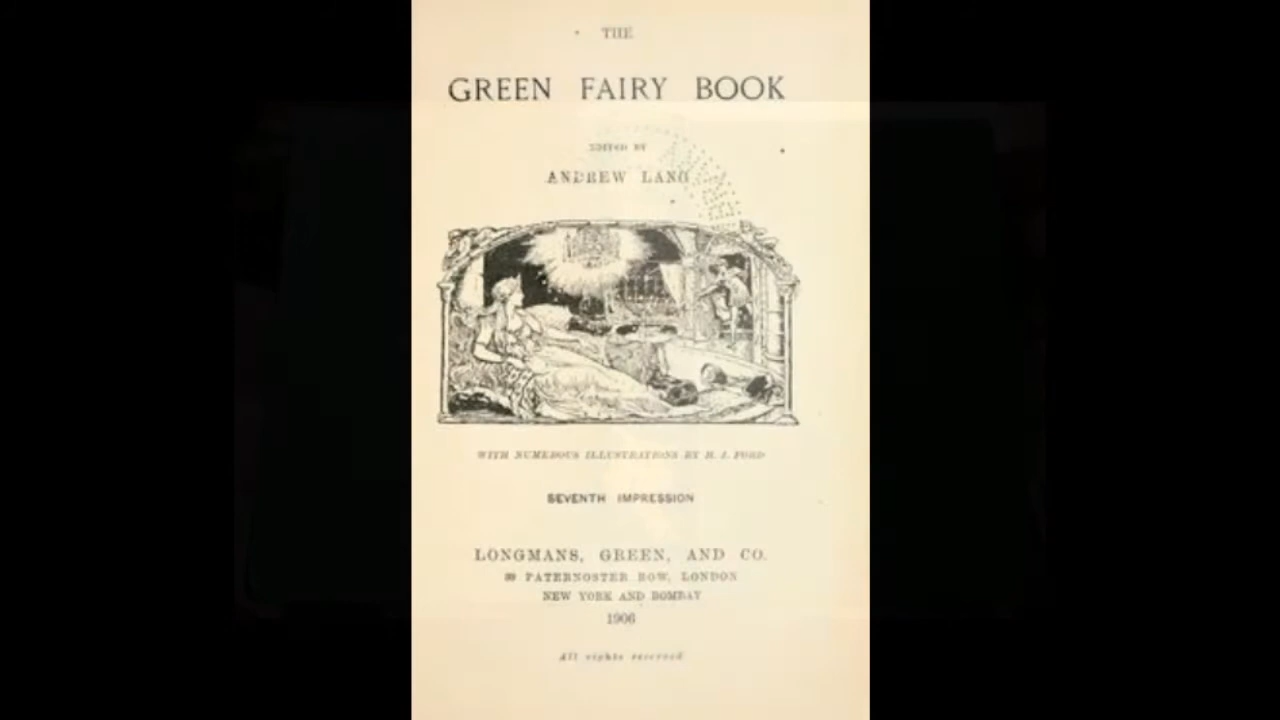 THE
GREEN FAIRY BOOK
EDITED BY
ANDREW LANG
WITH NUMEROUS ILLUSTRATIONS BY H. J. FORD
SEVENTH IMPRESSION
LONGMANS, GREEN, AND CO.
39 PATERNOSTER ROW, LONDON
NEW YORK AND BOMBAY
1906
All rights reserved